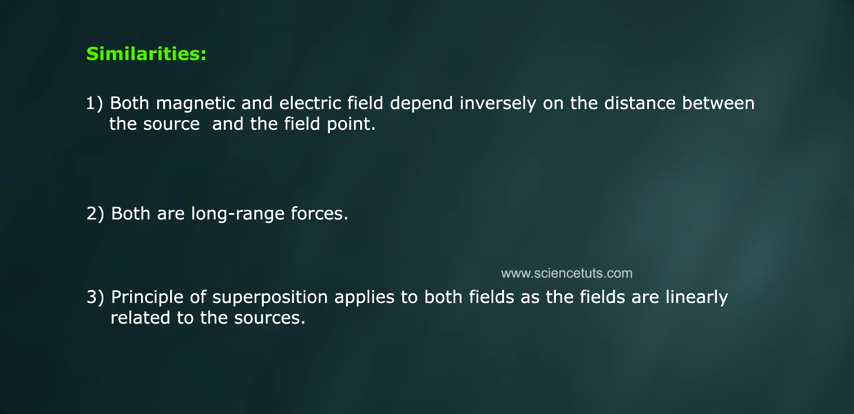 Similarities:
1) Both magnetic and electric field depend inversely on the distance between
the source and the field point.
2) Both are long-range forces.
www.sciencetuts.com
3) Principle of superposition applies to both fields as the fields are linearly
related to the sources.